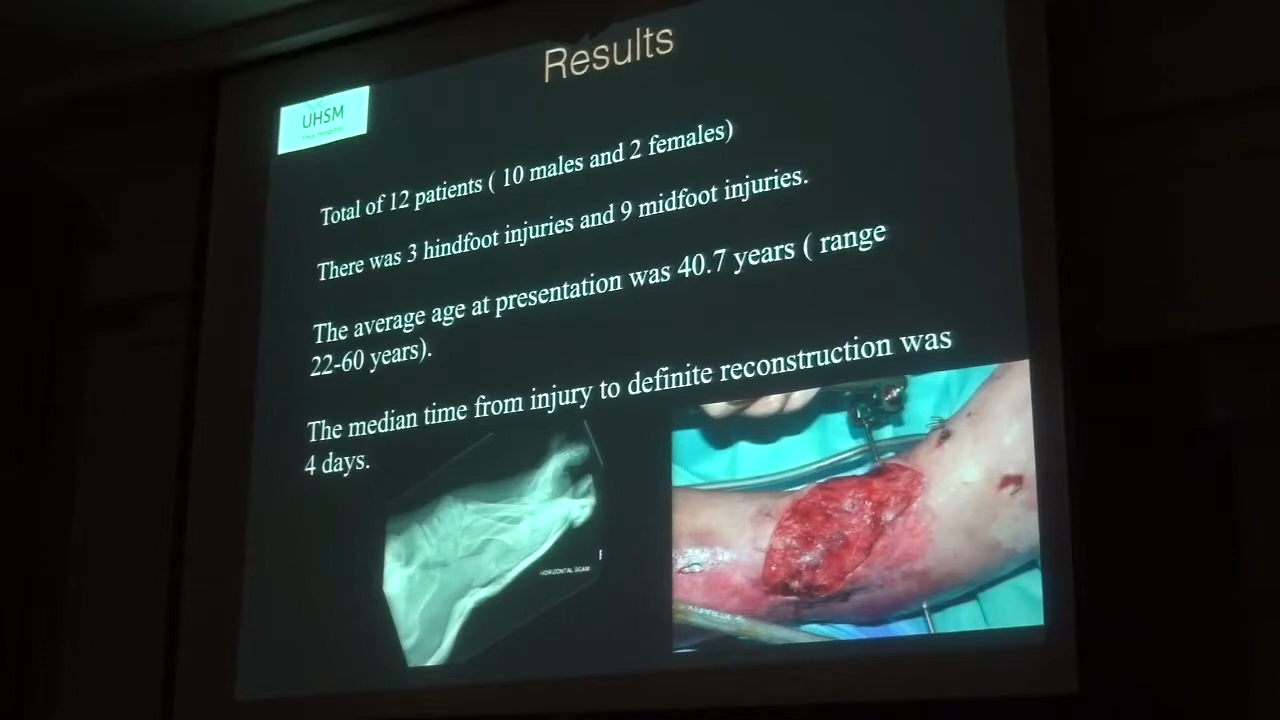 Results
UHSM
Total of 12 patients ( 10 males and 2 females)
There was 3 hindfoot injuries and 9 midfoot injuries.
The average age at presentation was 40.7 years ( range
22-60 years).
The median time from injury to definite reconstruction was
4 days.
HORIZONTAL BEAM